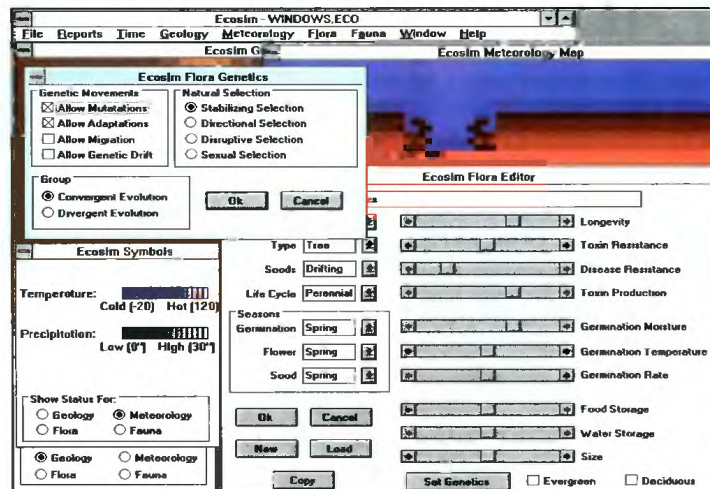 Ecosim - WINDOWS.ECO
File Reports Time Geology Meteorology Flora Fauna Window Help
Ecosim G
Ecosim Meteorology Map
Ecosim Flora Genetics
Genetic Movements
Allow Mutatations
Allow Adaptations
Allow Migration
Allow Genetic Drift
Natural Selection
Stabilizing Selection
Directional Selection
Disruptive Selection
Sexual Selection
Group
Convergent Evolution
Divergent Evolution
Ok Cancel
Ecosim Flora Editor
Longevity
Type Tree Toxin Resistance
Seeds Drifting Disease Resistance
Life Cycle Perennial Toxin Production
Seasons
Germination Spring Germination Moisture
Flower Spring Germination Temperature
Seed Spring Germination Rate
Ok Cancel Food Storage
New Load Water Storage
Size
Copy Set Genetics Evergreen Deciduous
Ecosim Symbols
Temperature:
Cold (-20) Hot (120)
Precipitation:
Low (0") High (30")
Show Status For:
Geology Meteorology
Flora Fauna
Geology Meteorology
Flora Fauna